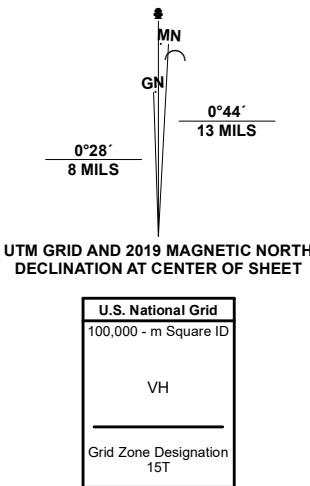 MN
GN
0°44´
13 MILS
0°28´
8 MILS
UTM GRID AND 2019 MAGNETIC NORTH
DECLINATION AT CENTER OF SHEET
U.S. National Grid
100,000 - m Square ID
VH
Grid Zone Designation
15T